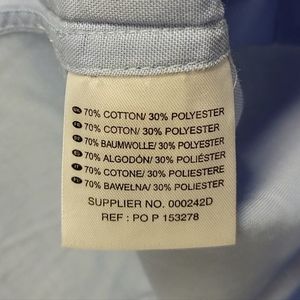 70% COTTON/ 30% POLYESTER
70% COTON/ 30% POLYESTER
70% BAUMWOLLE/ 30% POLYESTER
70% ALGODÓN/ 30% POLIÉSTER
70% COTONE/ 30% POLIESTERE
70% BAWELNA/ 30% POLIESTER
SUPPLIER NO. 000242D
REF : PO P 153278